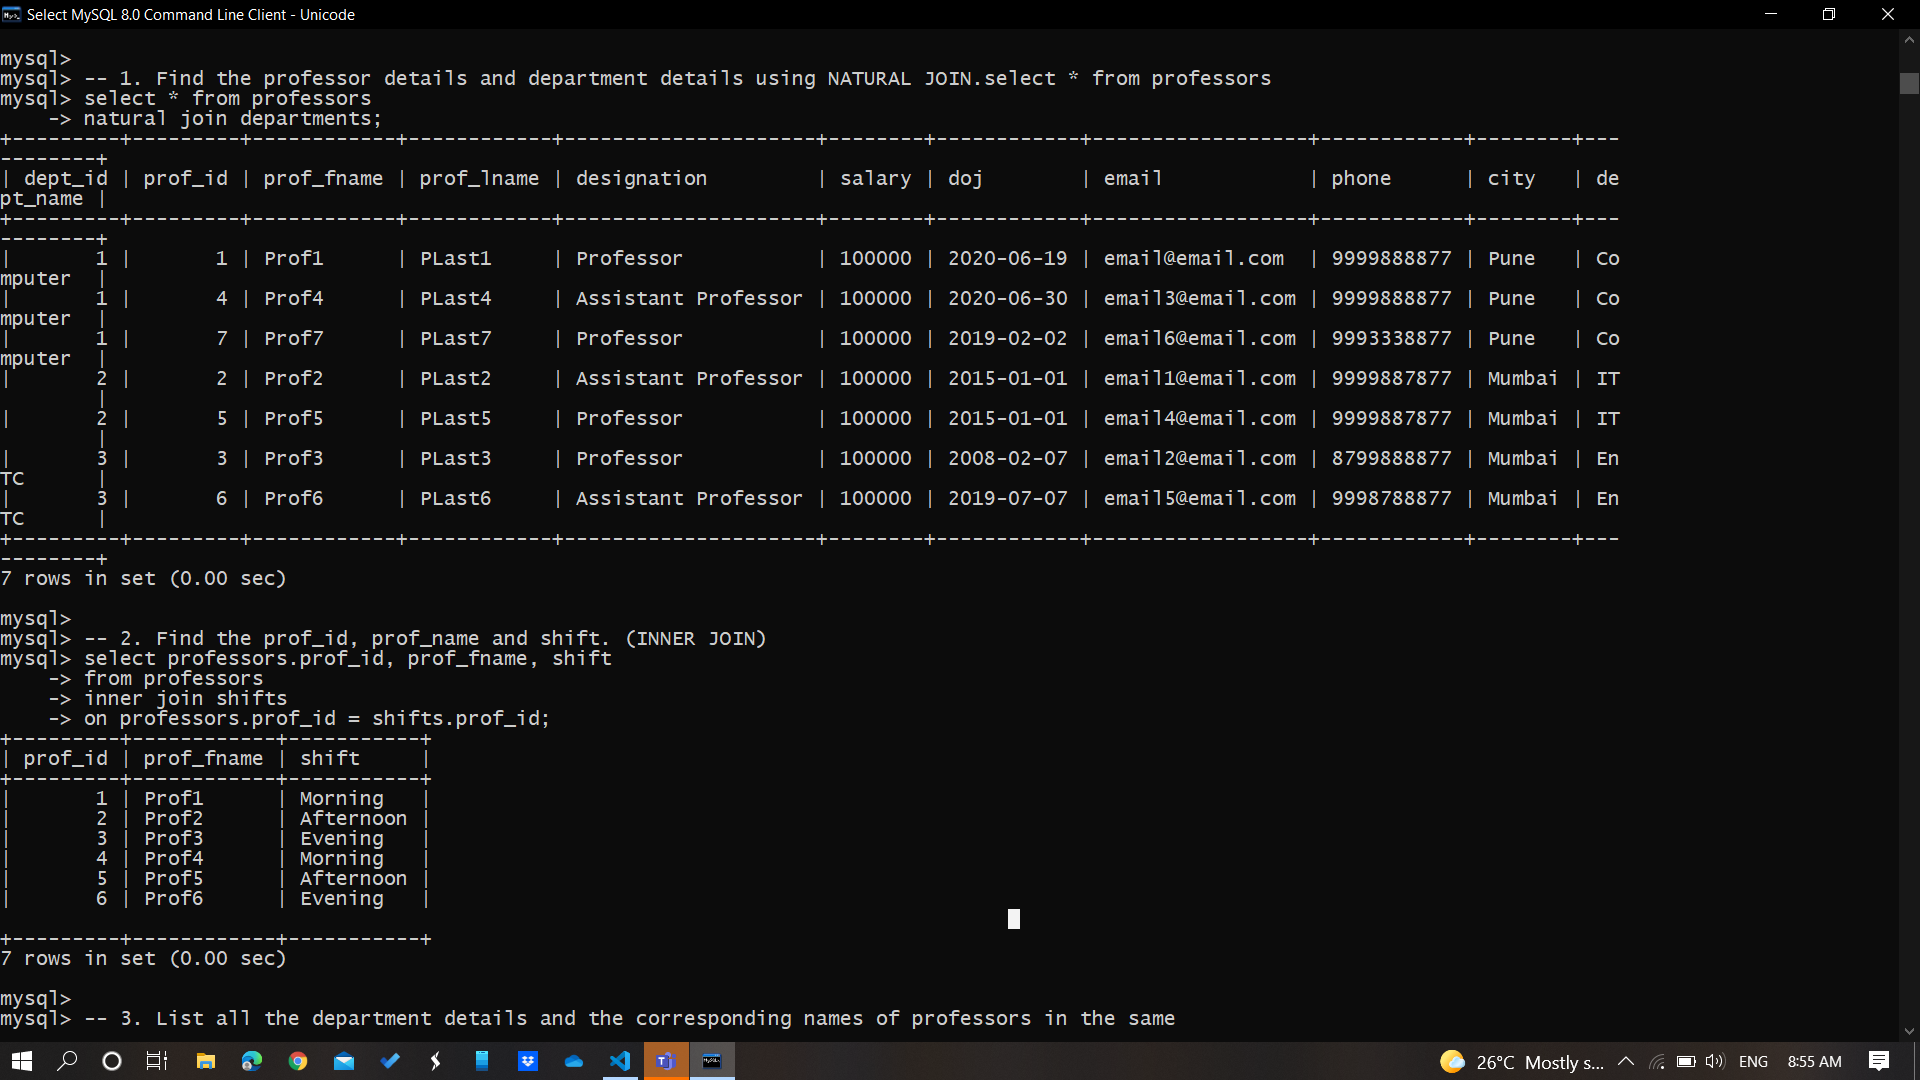 Select MySQL 8.0 Command Line Client - Unicode
mysql>
mysql> -- 1. Find the professor details and department details using NATURAL JOIN.select * from professors
mysql> select * from professors
    -> natural join departments;
+---------+---------+------------+------------+---------------------+--------+------------+------------------+------------+--------+---
--------+
| dept_id | prof_id | prof_fname | prof_lname | designation         | salary | doj        | email            | phone      | city   | de
pt_name |
+---------+---------+------------+------------+---------------------+--------+------------+------------------+------------+--------+---
--------+
|       1 |       1 | Prof1      | PLast1     | Professor           | 100000 | 2020-06-19 | email@email.com  | 9999888877 | Pune   | Co
mputer  |
|       1 |       4 | Prof4      | PLast4     | Assistant Professor | 100000 | 2020-06-30 | email3@email.com | 9999888877 | Pune   | Co
mputer  |
|       1 |       7 | Prof7      | PLast7     | Professor           | 100000 | 2019-02-02 | email6@email.com | 9993338877 | Pune   | Co
mputer  |
|       2 |       2 | Prof2      | PLast2     | Assistant Professor | 100000 | 2015-01-01 | email1@email.com | 9999887877 | Mumbai | IT
        |
|       2 |       5 | Prof5      | PLast5     | Professor           | 100000 | 2015-01-01 | email4@email.com | 9999887877 | Mumbai | IT
        |
|       3 |       3 | Prof3      | PLast3     | Professor           | 100000 | 2008-02-07 | email2@email.com | 8799888877 | Mumbai | En
TC      |
|       3 |       6 | Prof6      | PLast6     | Assistant Professor | 100000 | 2019-07-07 | email5@email.com | 9998788877 | Mumbai | En
TC      |
+---------+---------+------------+------------+---------------------+--------+------------+------------------+------------+--------+---
--------+
7 rows in set (0.00 sec)
mysql>
mysql> -- 2. Find the prof_id, prof_name and shift. (INNER JOIN)
mysql> select professors.prof_id, prof_fname, shift
    -> from professors
    -> inner join shifts
    -> on professors.prof_id = shifts.prof_id;
+---------+------------+-----------+
| prof_id | prof_fname | shift     |
+---------+------------+-----------+
|       1 | Prof1      | Morning   |
|       2 | Prof2      | Afternoon |
|       3 | Prof3      | Evening   |
|       4 | Prof4      | Morning   |
|       5 | Prof5      | Afternoon |
|       6 | Prof6      | Evening   |
+---------+------------+-----------+
7 rows in set (0.00 sec)
mysql>
mysql> -- 3. List all the department details and the corresponding names of professors in the same
26°C Mostly s... ENG 8:55 AM